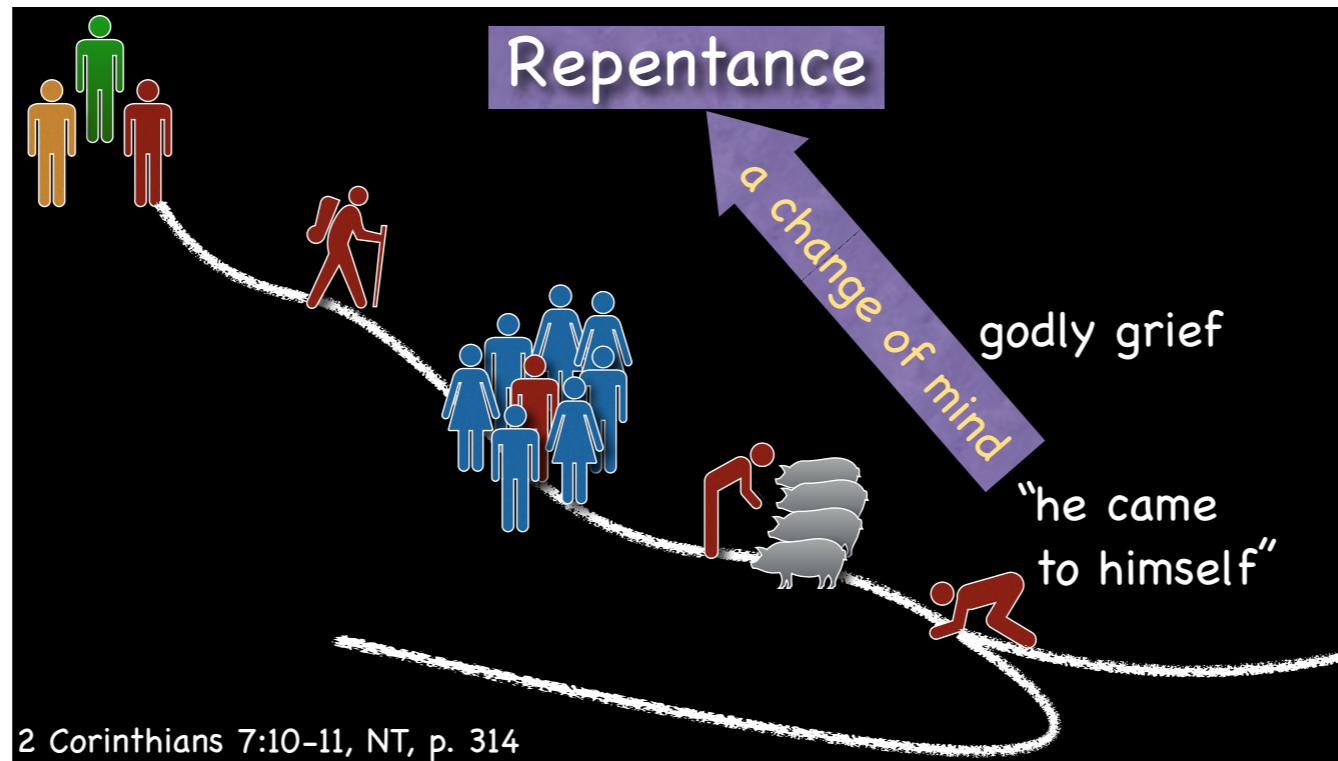 Repentance
a change of mind
godly grief
“he came
to himself”
2 Corinthians 7:10-11, NT, p. 314